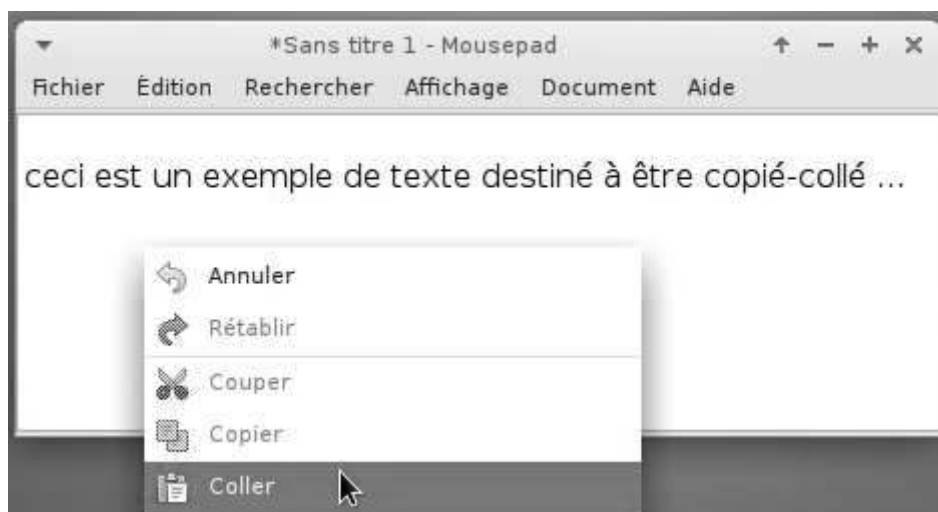 *Sans titre 1 - Mousepad
Fichier Édition Rechercher Affichage Document Aide
ceci est un exemple de texte destiné à être copié-collé ...
Annuler
Rétablir
Couper
Copier
Coller